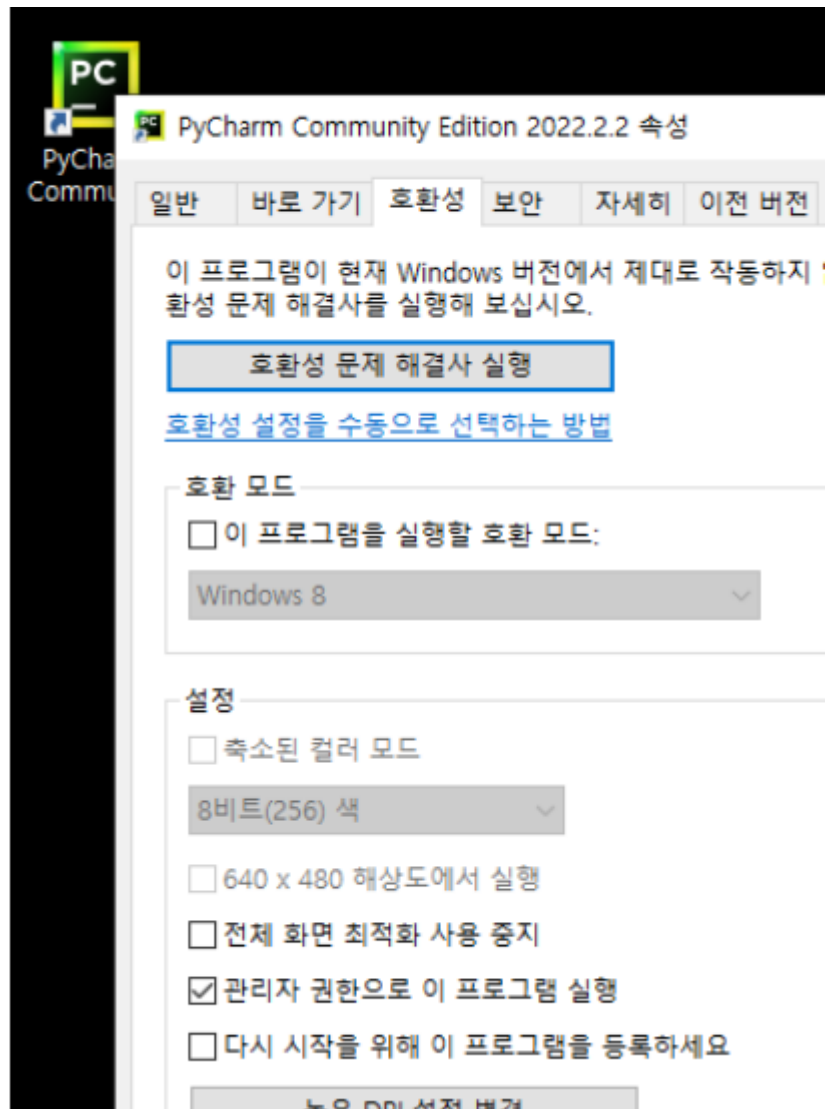 PC
PyCha
Commu
PyCharm Community Edition 2022.2.2 속성
일반 바로 가기 호환성 보안 자세히 이전 버전
이 프로그램이 현재 Windows 버전에서 제대로 작동하지
환성 문제 해결사를 실행해 보십시오.
호환성 문제 해결사 실행
호환성 설정을 수동으로 선택하는 방법
호환 모드
이 프로그램을 실행할 호환 모드:
Windows 8
설정
축소된 컬러 모드
8비트(256) 색
640 x 480 해상도에서 실행
전체 화면 최적화 사용 중지
관리자 권한으로 이 프로그램 실행
다시 시작을 위해 이 프로그램을 등록하세요
높은 DPI 설정 변경